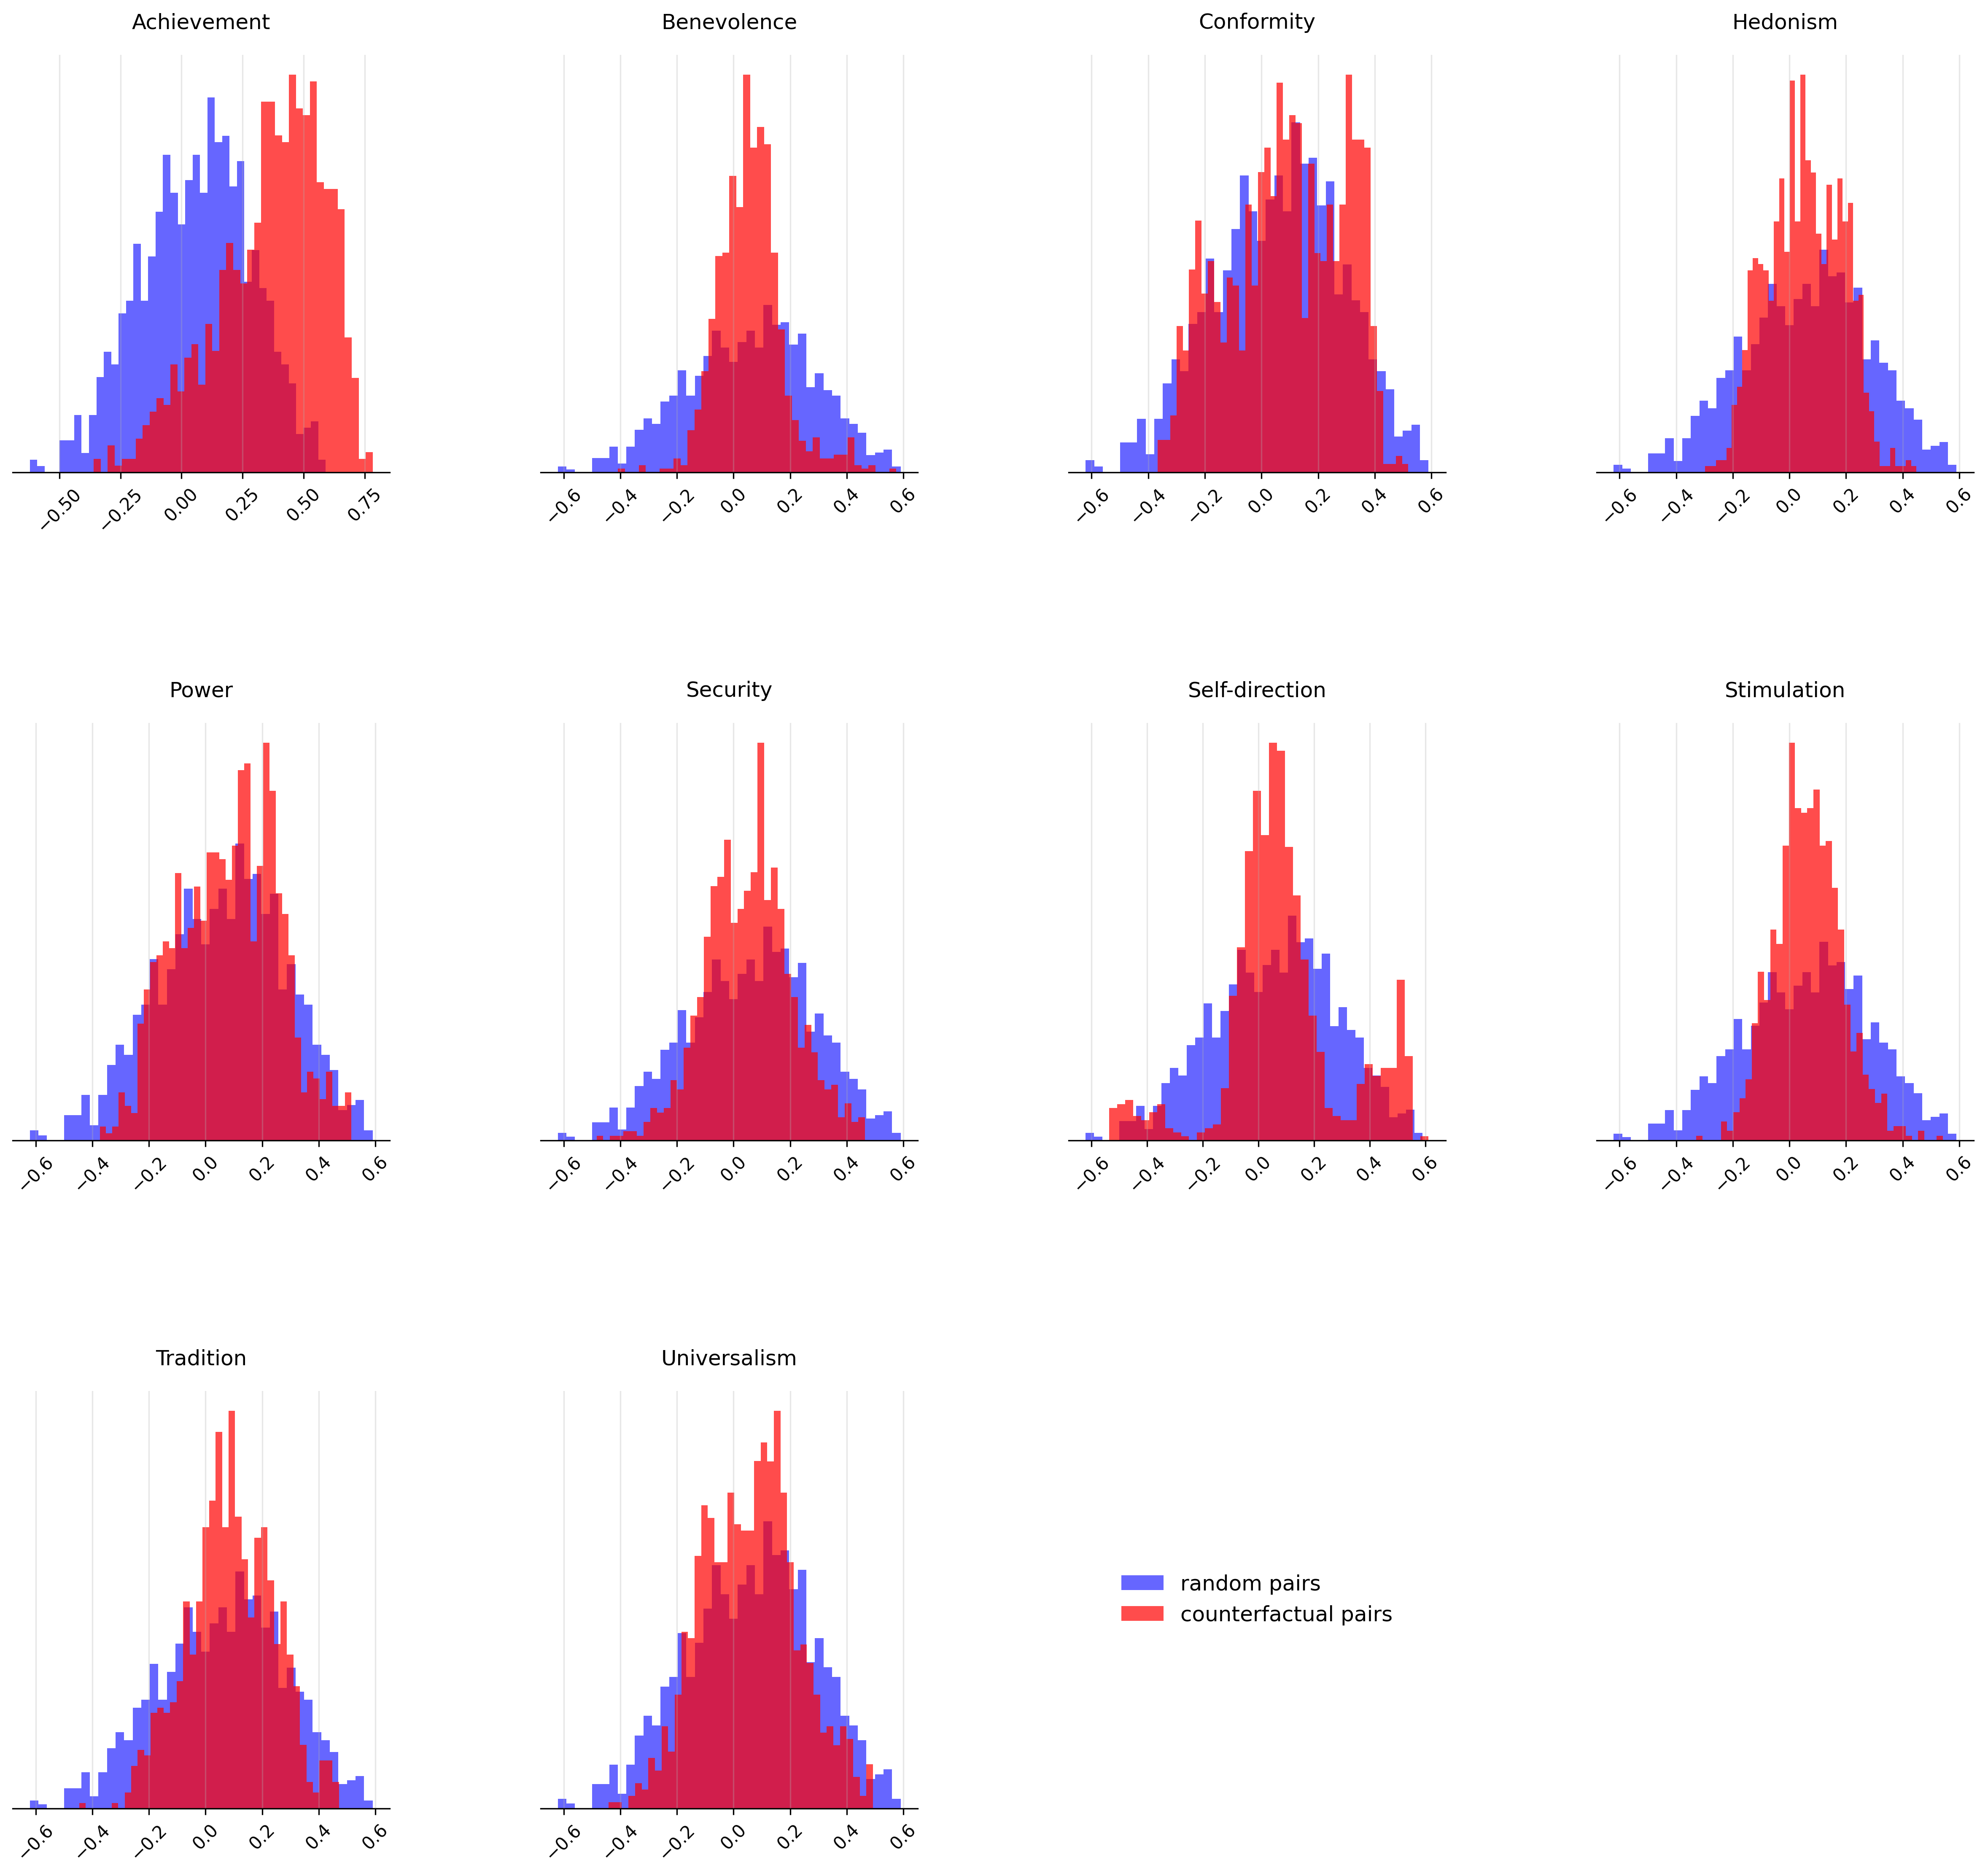 Achievement Benevolence Conformity Hedonism
−0.50 −0.25 0.00 0.25 0.50 0.75 −0.6 −0.4 −0.2 0.0 0.2 0.4 0.6 −0.6 −0.4 −0.2 0.0 0.2 0.4 0.6 −0.6 −0.4 −0.2 0.0 0.2 0.4 0.6
Power Security Self-direction Stimulation
−0.6 −0.4 −0.2 0.0 0.2 0.4 0.6 −0.6 −0.4 −0.2 0.0 0.2 0.4 0.6 −0.6 −0.4 −0.2 0.0 0.2 0.4 0.6 −0.6 −0.4 −0.2 0.0 0.2 0.4 0.6
Tradition Universalism
random pairs
counterfactual pairs
−0.6 −0.4 −0.2 0.0 0.2 0.4 0.6 −0.6 −0.4 −0.2 0.0 0.2 0.4 0.6